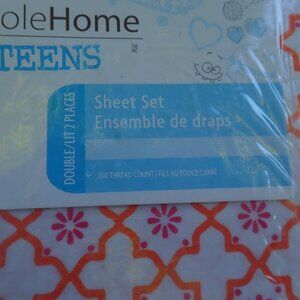 oleHome
TEENS
DOUBLE/LIT 2 PLACES
Sheet Set
Ensemble de draps
200 THREAD COUNT | FILS AU POUCE CARRÉ